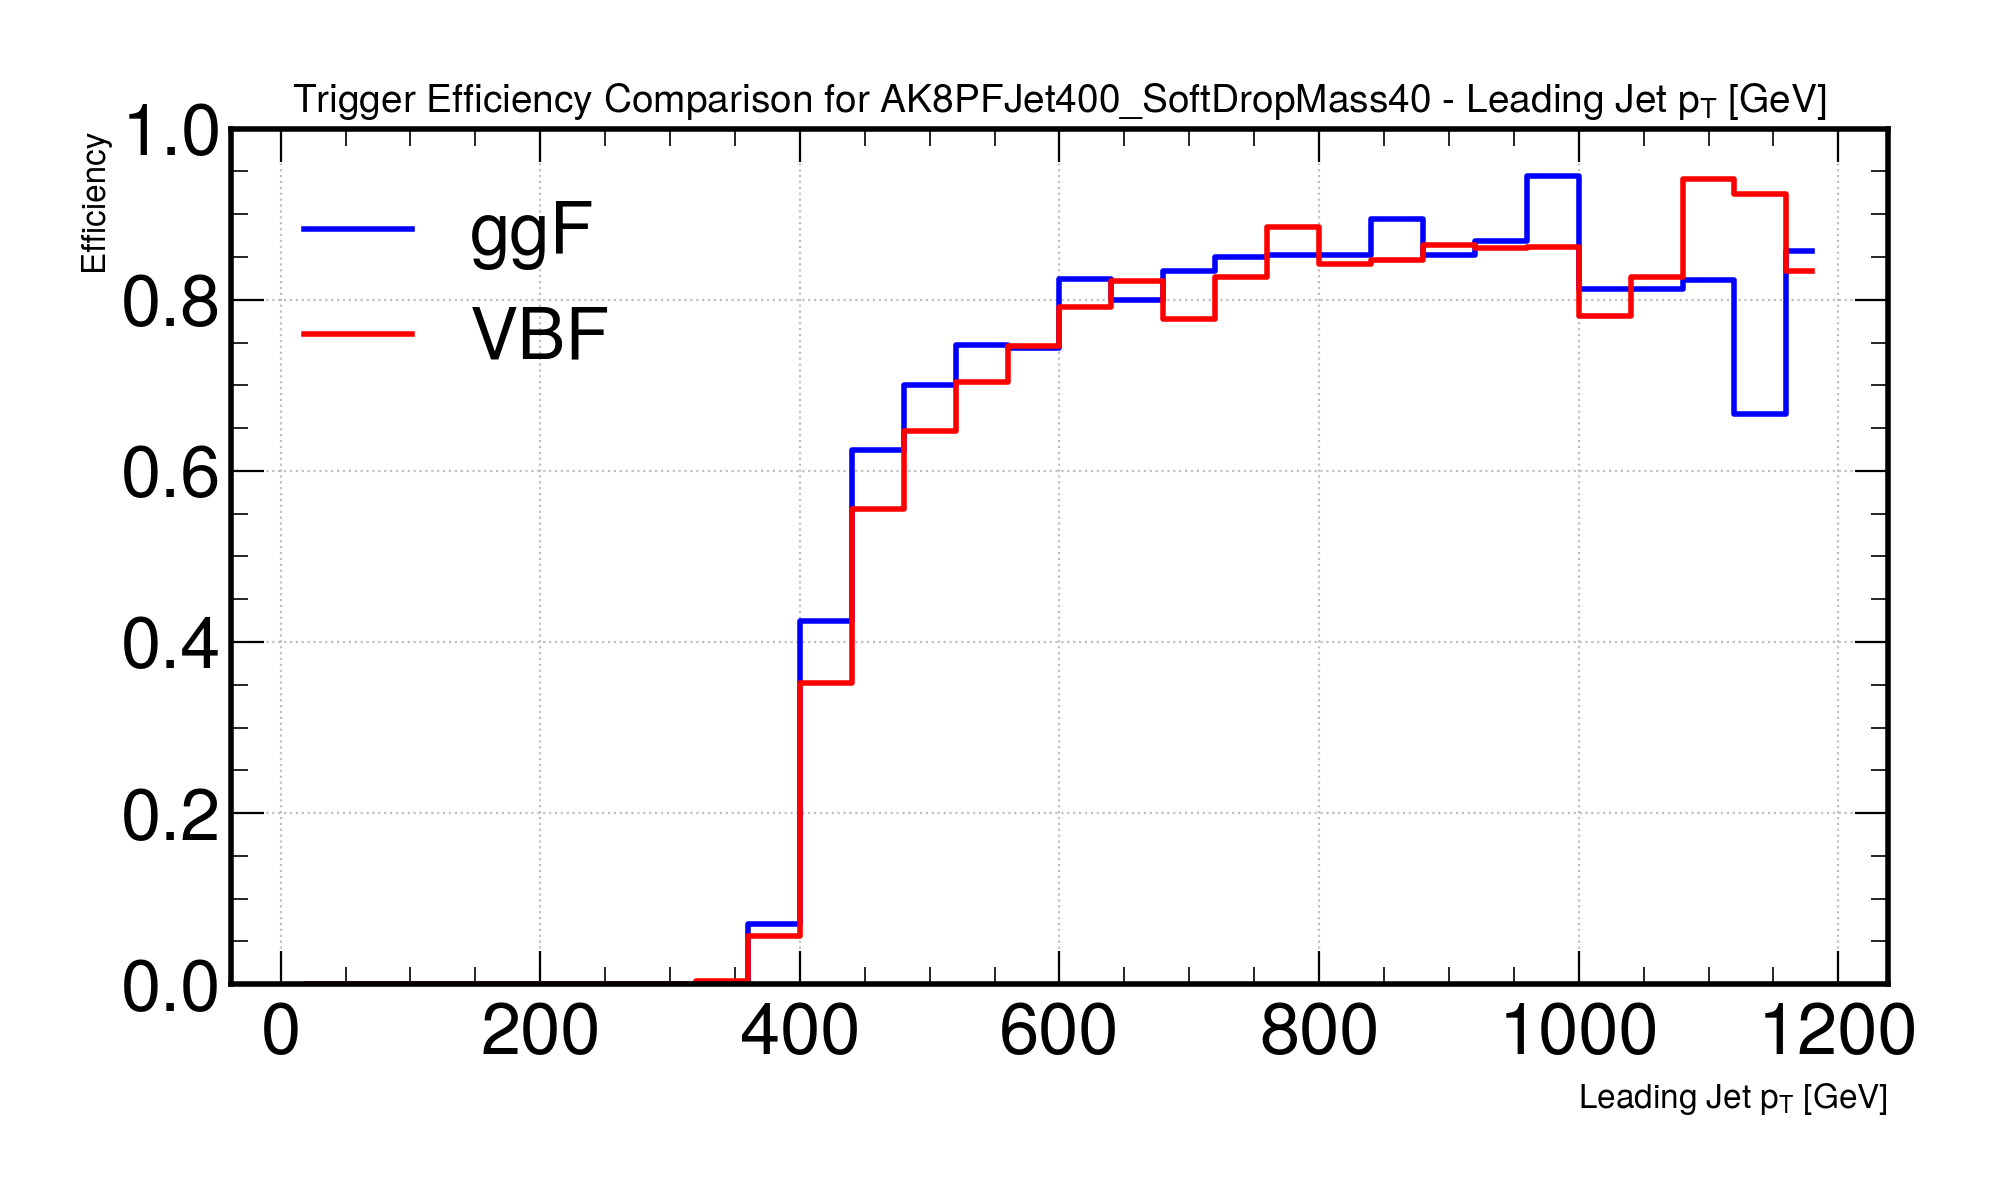 Trigger Efficiency Comparison for AK8PFJet400_SoftDropMass40 - Leading Jet pT [GeV]
Efficiency
1.0
0.8
0.6
0.4
0.2
0.0
ggF
VBF
0 200 400 600 800 1000 1200
Leading Jet pT [GeV]